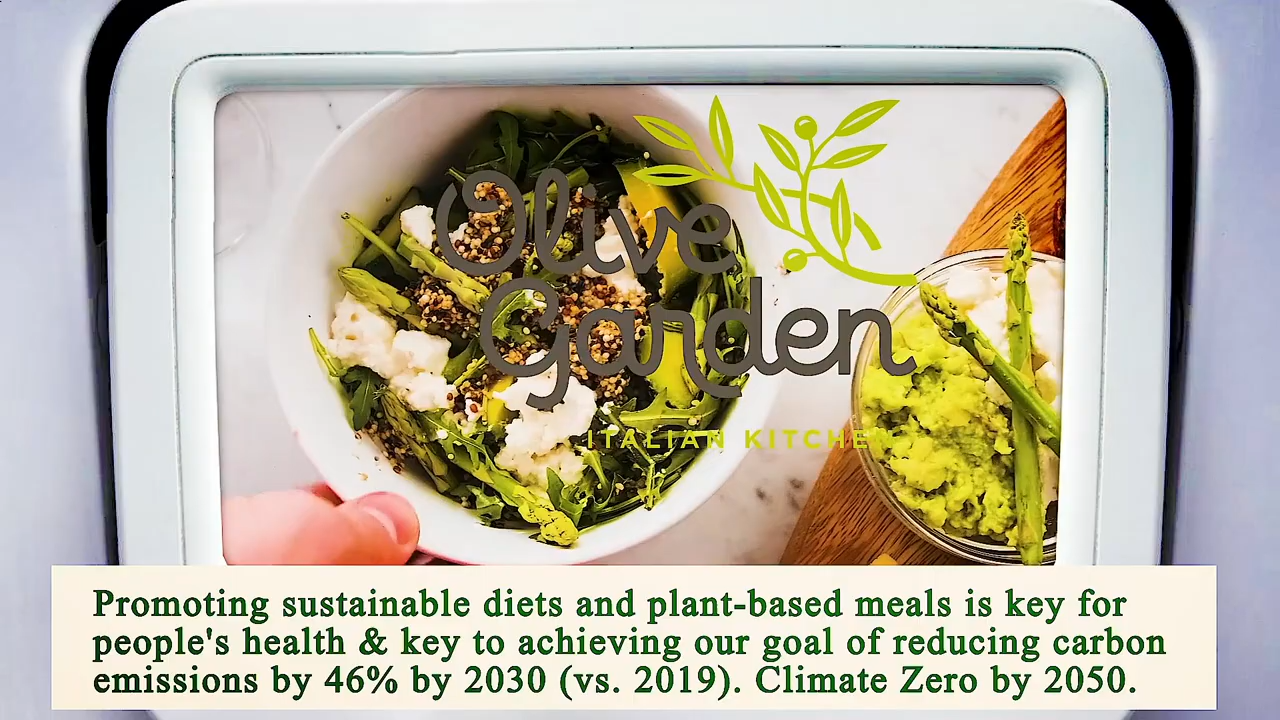 Olive
Garden
ITALIAN KITCHEN
Promoting sustainable diets and plant-based meals is key for
people's health & key to achieving our goal of reducing carbon
emissions by 46% by 2030 (vs. 2019). Climate Zero by 2050.